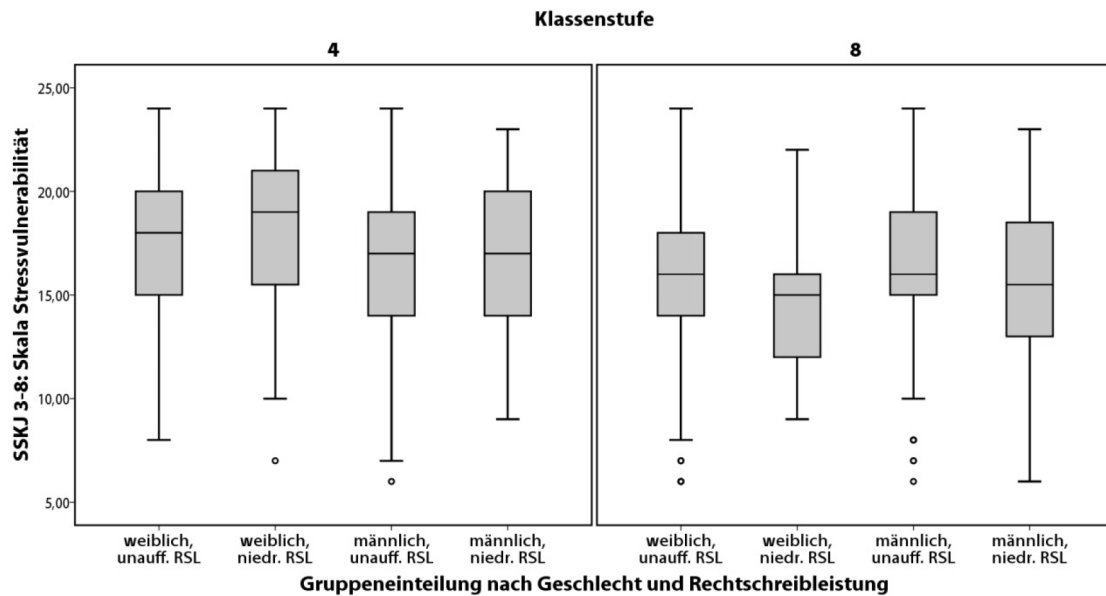 Klassenstufe
4
8
SSKJ 3-8: Skala Stressvulnerabilität
25,00
20,00
15,00
10,00
5,00
weiblich,
unauff. RSL
weiblich,
niedr. RSL
männlich,
unauff. RSL
männlich,
niedr. RSL
weiblich,
unauff. RSL
weiblich,
niedr. RSL
männlich,
unauff. RSL
männlich,
niedr. RSL
Gruppeneinteilung nach Geschlecht und Rechtschreibleistung